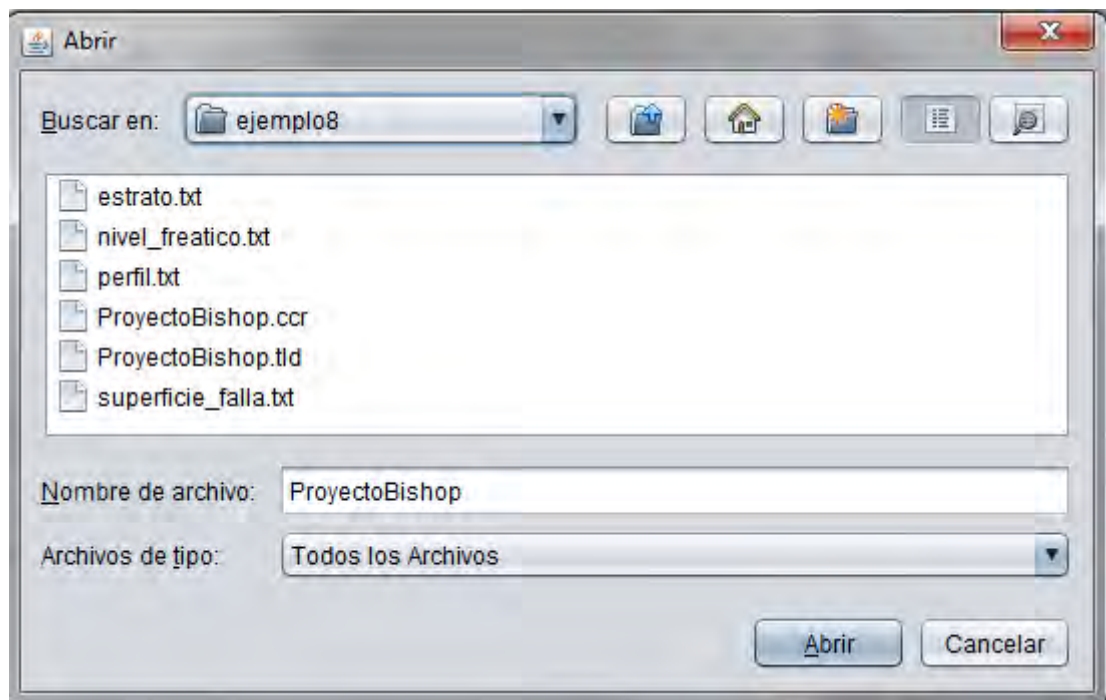 Abrir
Buscar en: ejemplo8
estrato.txt
nivel_freatico.txt
perfil.txt
ProyectoBishop.ccr
ProyectoBishop.tld
superficie_falla.txt
Nombre de archivo: ProyectoBishop
Archivos de tipo: Todos los Archivos
Abrir Cancelar